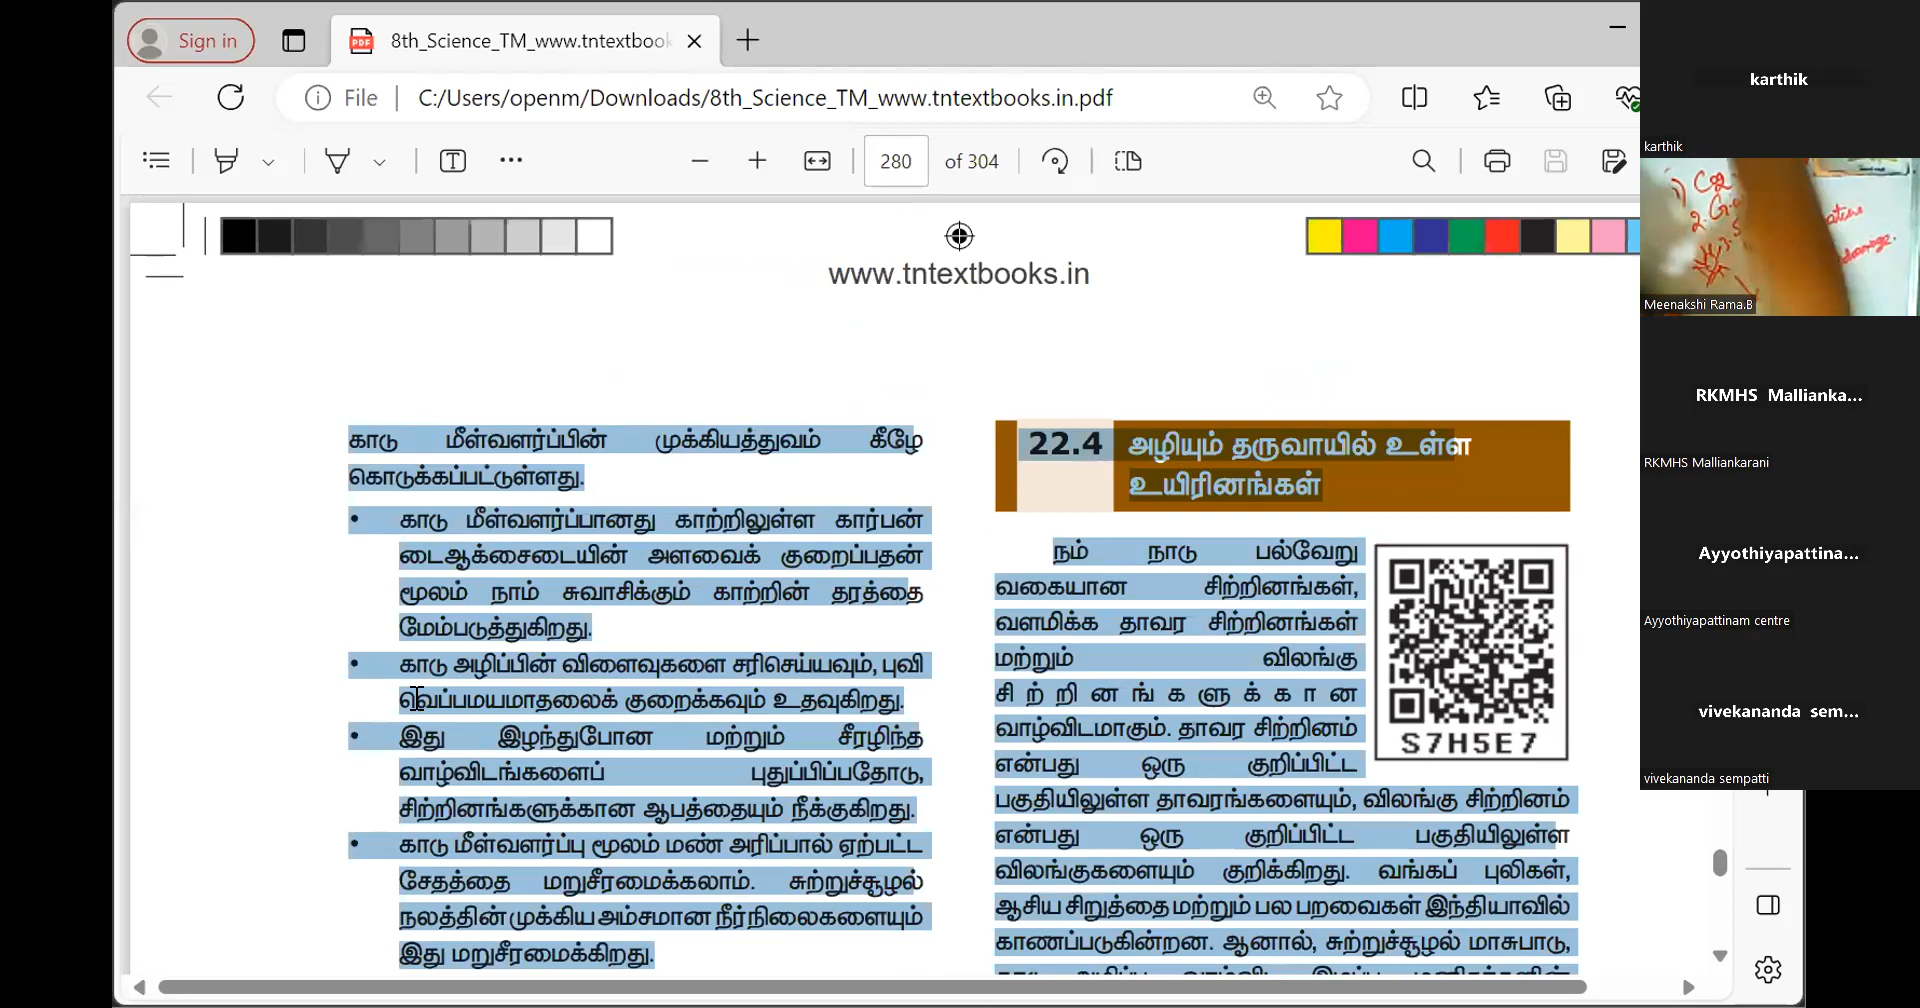 Sign in
8th_Science_TM_www.tntextbook
File
C:/Users/openm/Downloads/8th_Science_TM_www.tntextbooks.in.pdf
280 of 304
www.tntextbooks.in
காடு மீள்வளர்ப்பின் முக்கியத்துவம் கீழே
கொடுக்கப்பட்டுள்ளது.
• காடு மீள்வளர்ப்பானது காற்றிலுள்ள கார்பன்
டைஆக்சைடையின் அளவைக் குறைப்பதன்
மூலம் நாம் சுவாசிக்கும் காற்றின் தரத்தை
மேம்படுத்துகிறது.
• காடு அழிப்பின் விளைவுகளை சரிசெய்யவும், புவி
வெப்பமயமாதலைக் குறைக்கவும் உதவுகிறது.
• இது இழந்துபோன மற்றும் சீரழிந்த
வாழ்விடங்களைப் புதுப்பிப்பதோடு,
சிற்றினங்களுக்கான ஆபத்தையும் நீக்குகிறது.
• காடு மீள்வளர்ப்பு மூலம் மண் அரிப்பால் ஏற்பட்ட
சேதத்தை மறுசீரமைக்கலாம். சுற்றுச்சூழல்
நலத்தின் முக்கிய அம்சமான நீர்நிலைகளையும்
இது மறுசீரமைக்கிறது.
22.4 அழியும் தருவாயில் உள்ள
உயிரினங்கள்
நம் நாடு பல்வேறு
வகையான சிற்றினங்கள்,
வளமிக்க தாவர சிற்றினங்கள்
மற்றும் விலங்கு
சிற்றினங்களுக்கான
வாழ்விடமாகும். தாவர சிற்றினம்
என்பது ஒரு குறிப்பிட்ட
பகுதியிலுள்ள தாவரங்களையும், விலங்கு சிற்றினம்
என்பது ஒரு குறிப்பிட்ட பகுதியிலுள்ள
விலங்குகளையும் குறிக்கிறது. வங்கப் புலிகள்,
ஆசிய சிறுத்தை மற்றும் பல பறவைகள் இந்தியாவில்
காணப்படுகின்றன. ஆனால், சுற்றுச்சூழல் மாசுபாடு,
S7H5E7
karthik
karthik
Meenakshi Rama.B
RKMHS Mallianka...
RKMHS Malliankarani
Ayyothiyapattina...
Ayyothiyapattinam centre
vivekananda sem...
vivekananda sempatti